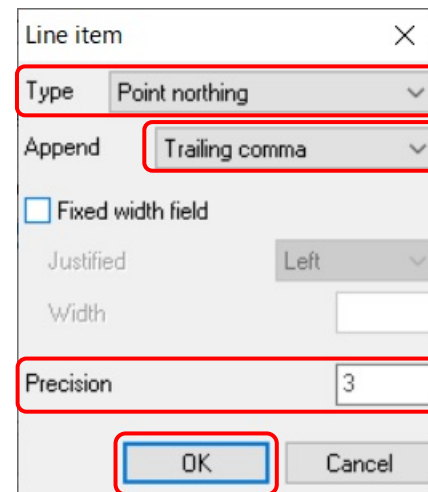 Line item
Type Point northing
Append Trailing comma
Fixed width field
Justified Left
Width
Precision 3
OK Cancel